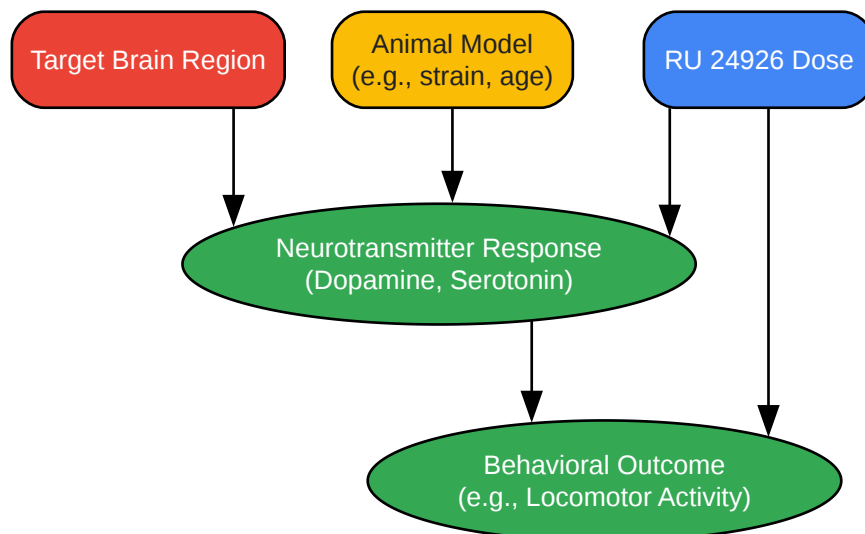 Target Brain Region
Animal Model
(e.g., strain, age)
RU 24926 Dose
Neurotransmitter Response
(Dopamine, Serotonin)
Behavioral Outcome
(e.g., Locomotor Activity)